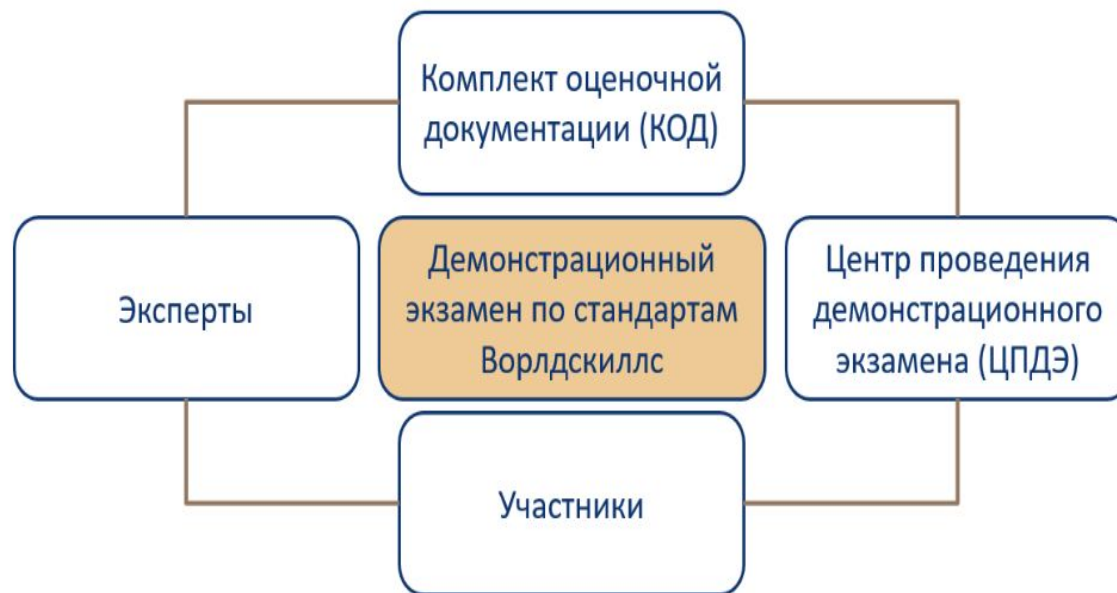 Комплект оценочной
документации (КОД)
Эксперты
Демонстрационный
экзамен по стандартам
Ворлдскиллс
Центр проведения
демонстрационного
экзамена (ЦПДЭ)
Участники